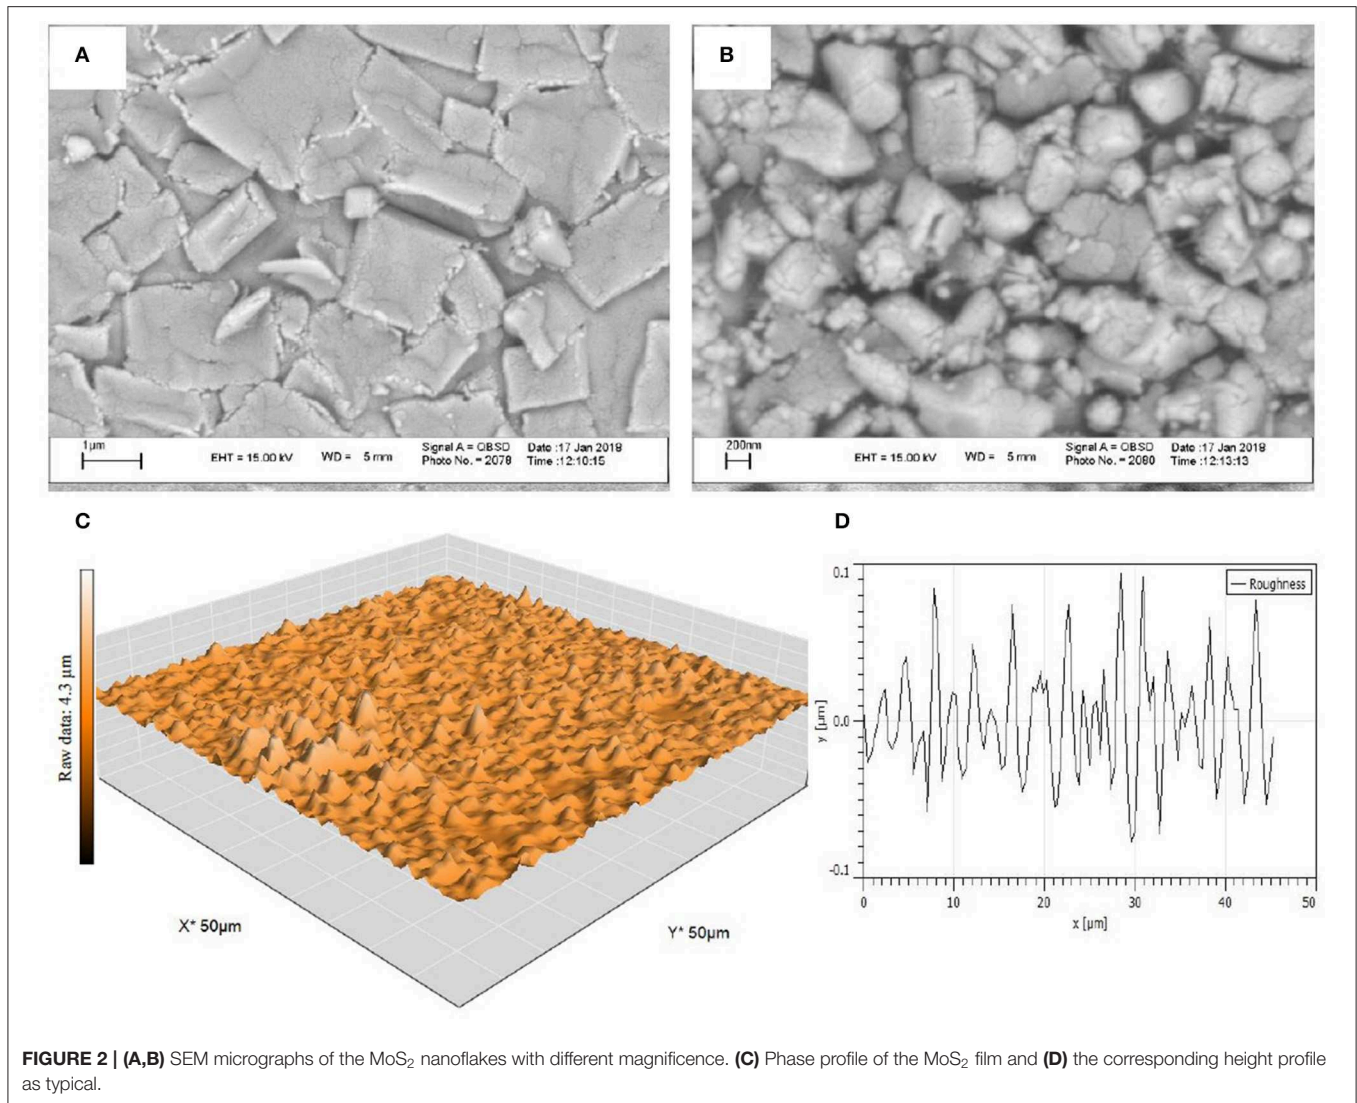 A
1µm
EHT = 15.00 kV
WD = 5 mm
Signal A = QBSD
Photo No. = 2078
Date :17 Jan 2018
Time :12:10:15
B
200nm
EHT = 15.00 kV
WD = 5 mm
Signal A = QBSD
Photo No. = 2080
Date :17 Jan 2018
Time :12:13:13
C
Raw data: 4.3 µm
X* 50µm
Y* 50µm
D
0.1
0.0
-0.1
y [µm]
Roughness
0 10 20 30 40 50
x [µm]
FIGURE 2 | (A,B) SEM micrographs of the MoS₂ nanoflakes with different magnificence. (C) Phase profile of the MoS₂ film and (D) the corresponding height profile
as typical.